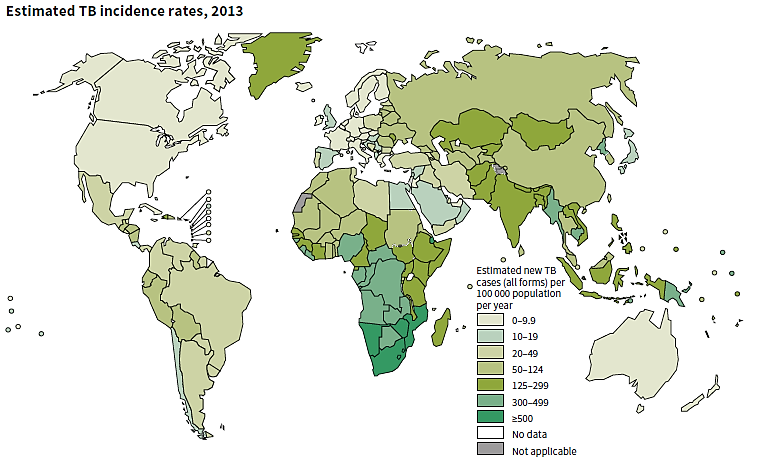 Estimated TB incidence rates, 2013
Estimated new TB
cases (all forms) per
100 000 population
per year
0–9.9
10–19
20–49
50–124
125–299
300–499
≥500
No data
Not applicable